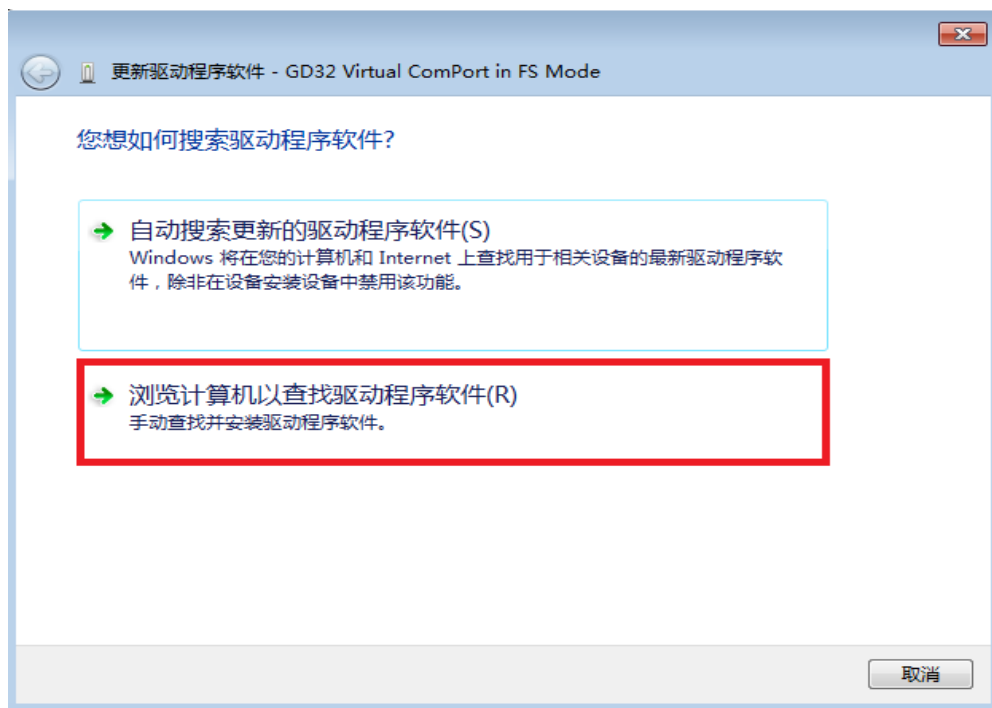 更新驱动程序软件 - GD32 Virtual ComPort in FS Mode
您想如何搜索驱动程序软件?
自动搜索更新的驱动程序软件(S)
Windows 将在您的计算机和 Internet 上查找用于相关设备的最新驱动程序软
件，除非在设备安装设备中禁用该功能。
浏览计算机以查找驱动程序软件(R)
手动查找并安装驱动程序软件。
取消